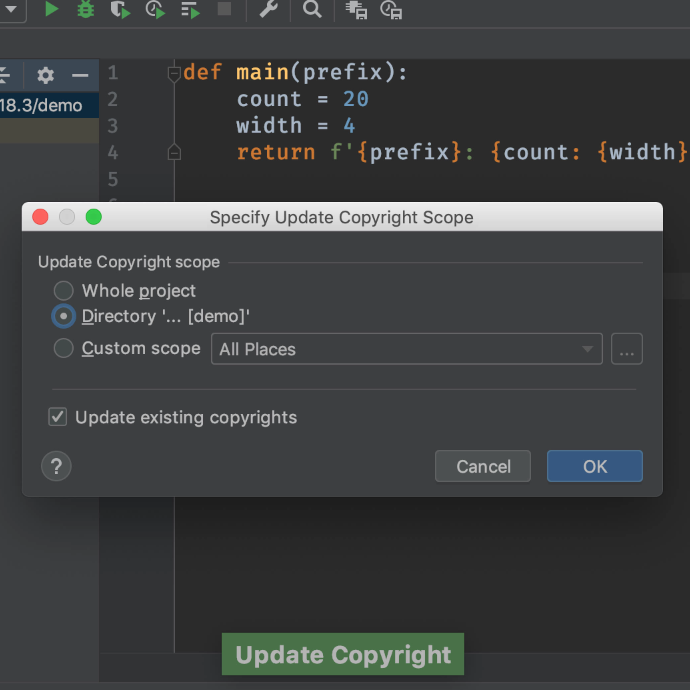 18.3/demo
1 def main(prefix):
2 count = 20
3 width = 4
4 return f'{prefix}: {count: {width}
5
Specify Update Copyright Scope
Update Copyright scope
Whole project
Directory '... [demo]'
Custom scope All Places ...
Update existing copyrights
? Cancel OK
Update Copyright